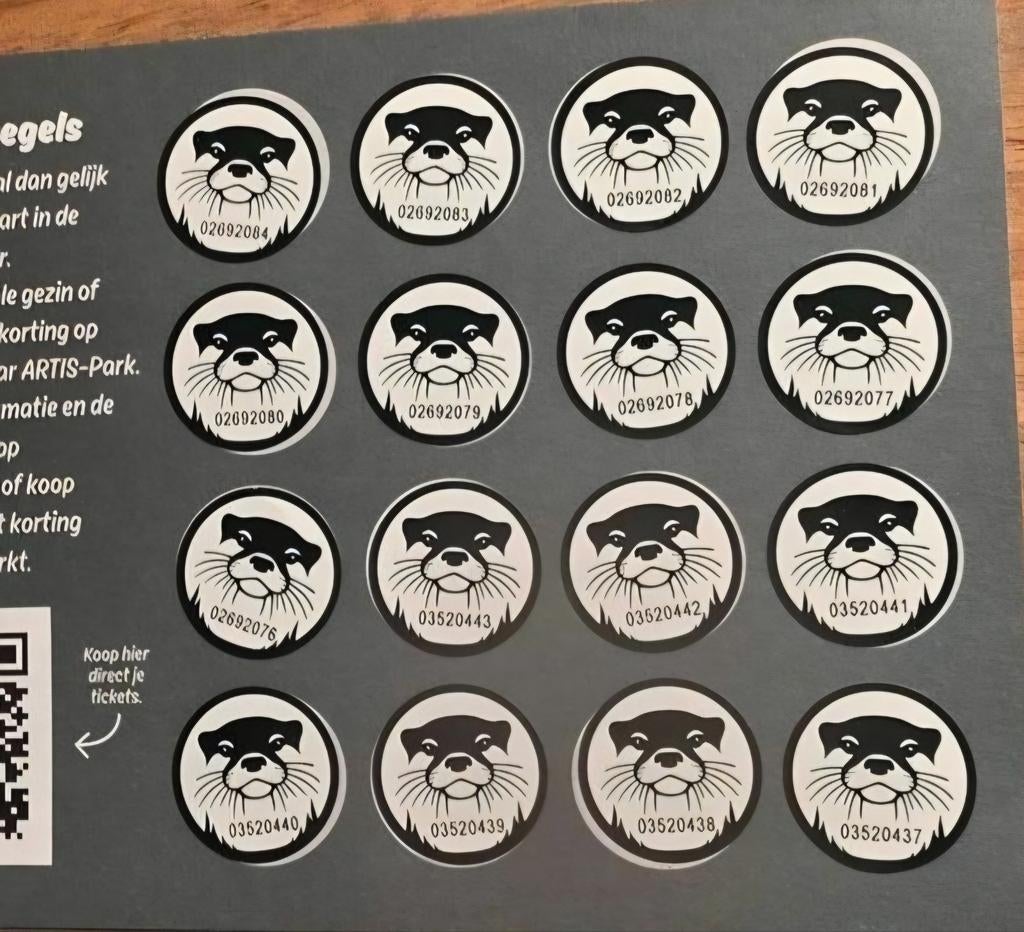 egels
al dan gelijk
art in de
r.
le gezin of
korting op
ar ARTIS-Park.
matie en de
op
of koop
t korting
rkt.
Koop hier
direct je
tickets.
02692084 02692083 02692082 02692081
02692080 02692079 02692078 02692077
02692076 03520443 03520442 03520441
03520440 03520439 03520438 03520437